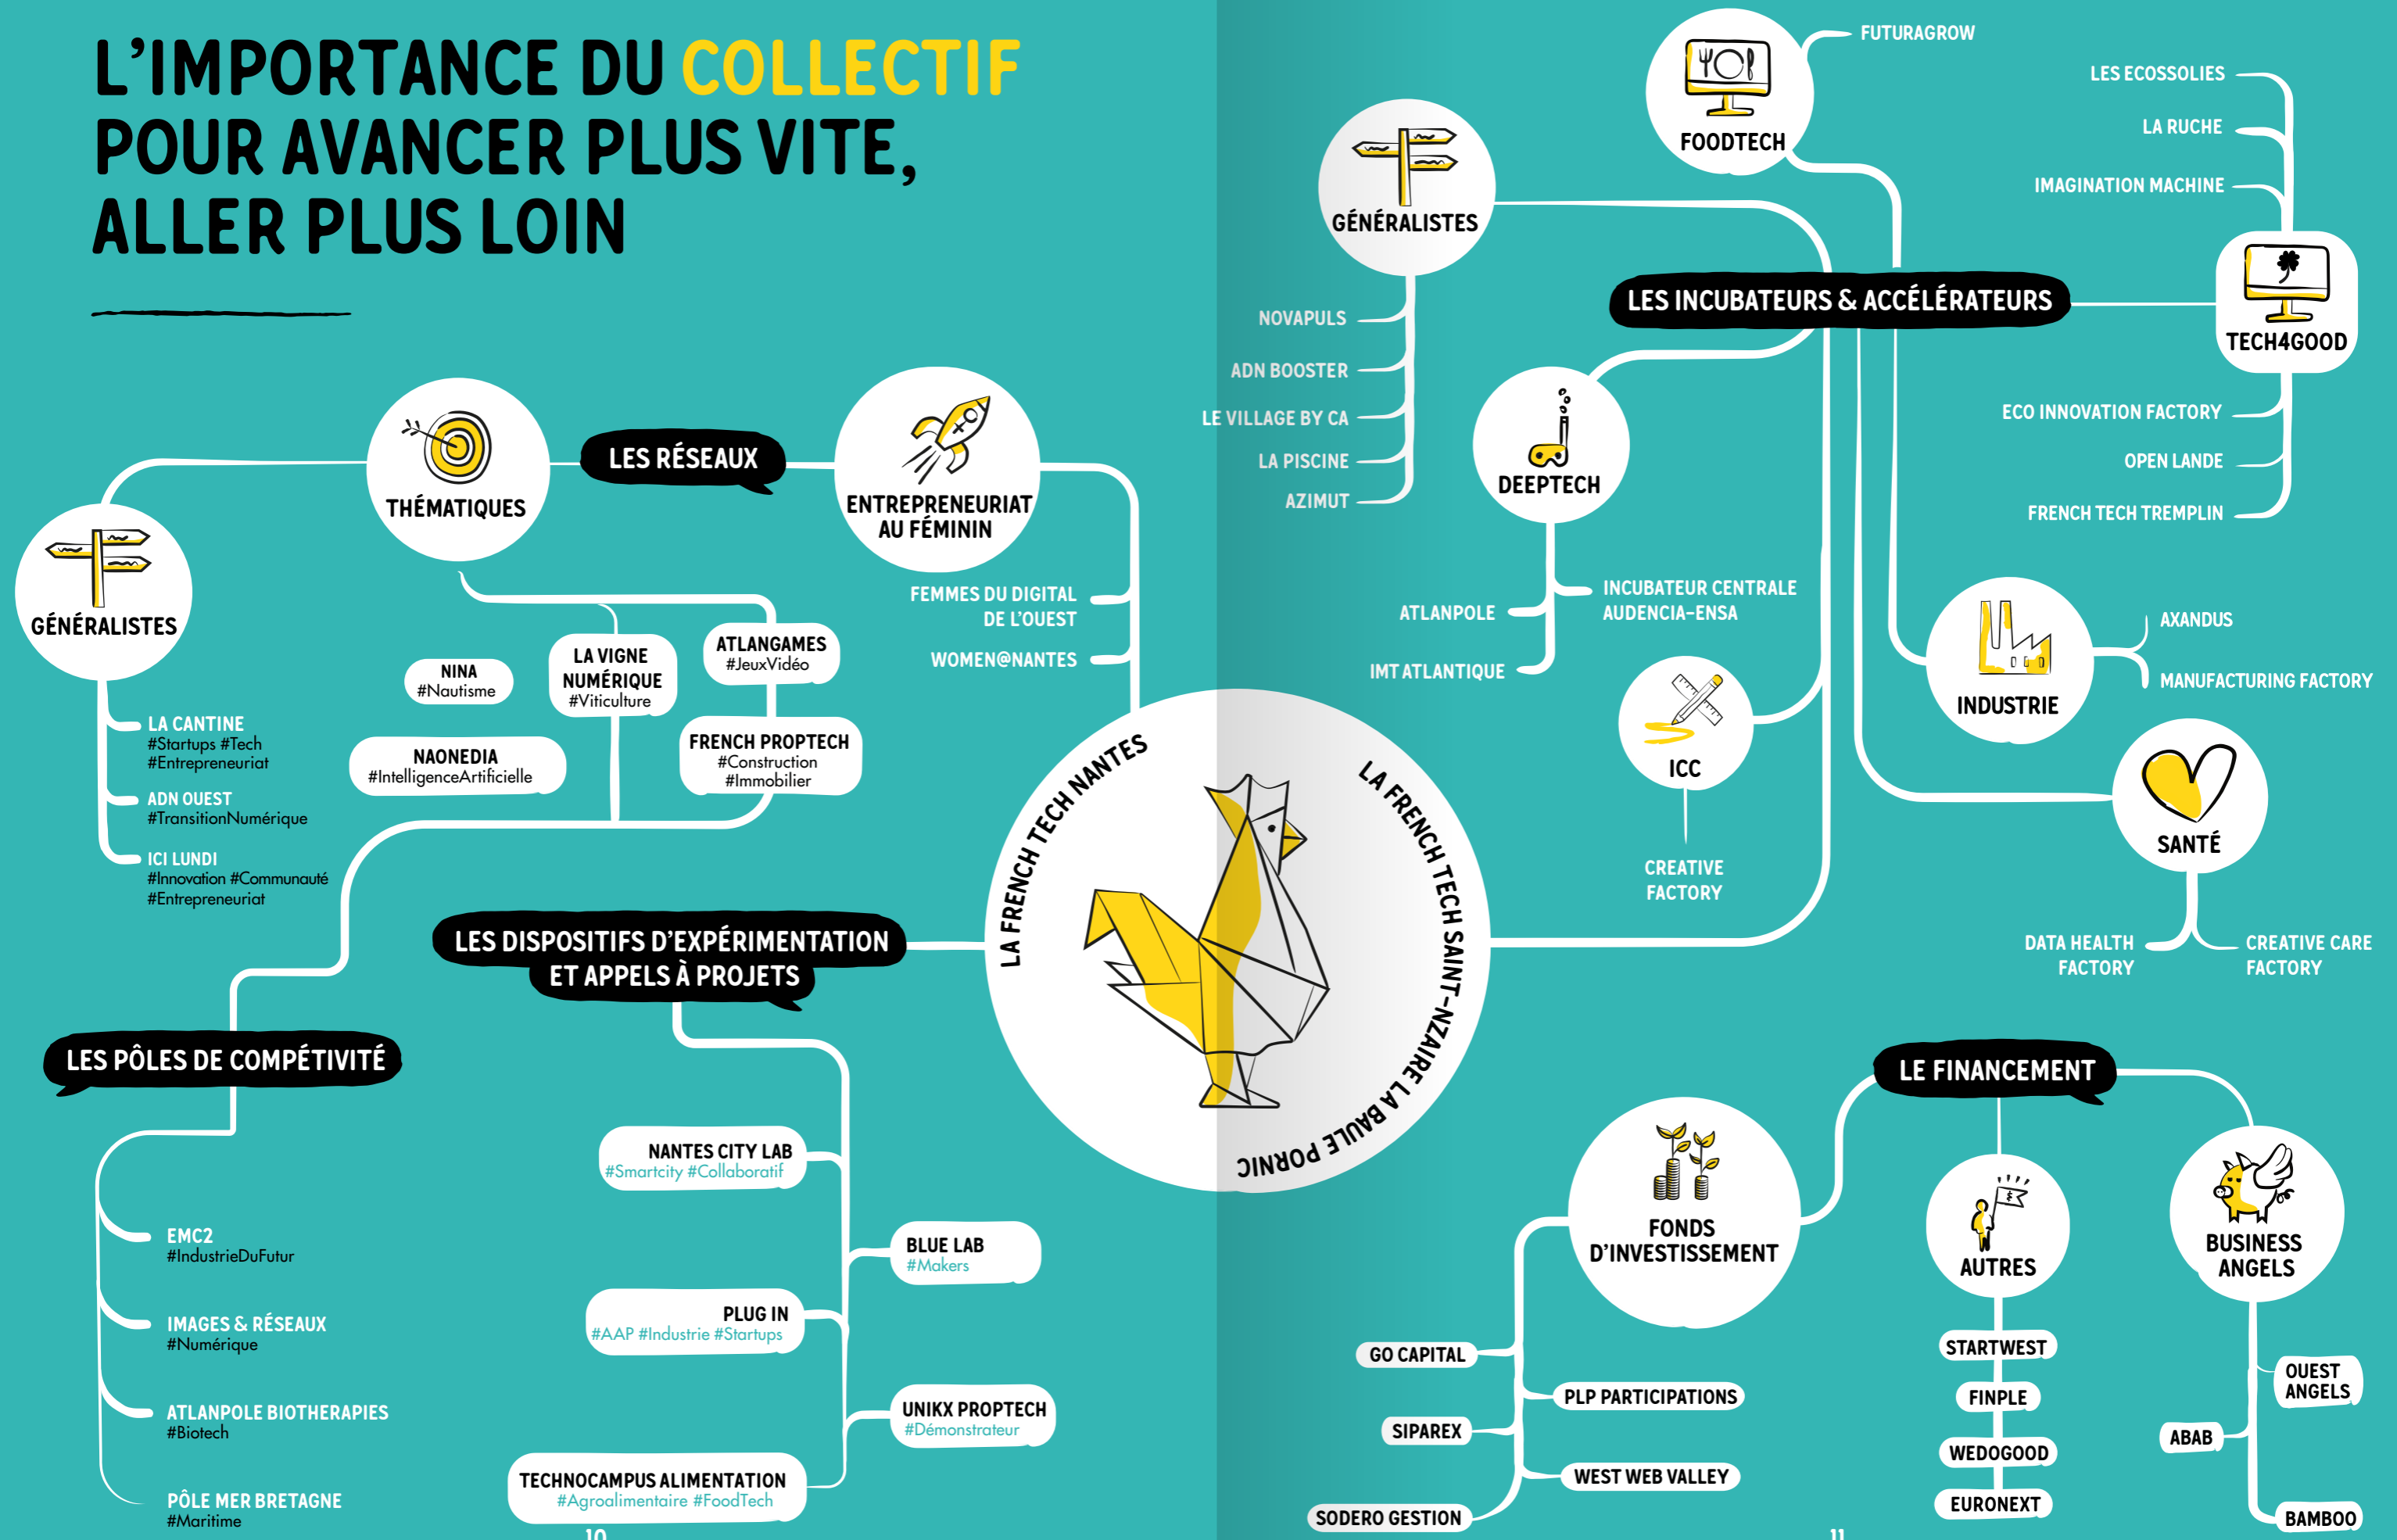 L'IMPORTANCE DU COLLECTIF
POUR AVANCER PLUS VITE,
ALLER PLUS LOIN
LES RÉSEAUX
THÉMATIQUES
ENTREPRENEURIAT
AU FÉMININ
GÉNÉRALISTES
FEMMES DU DIGITAL
DE L'OUEST
WOMEN@NANTES
NINA
#Nautisme
LA VIGNE
NUMÉRIQUE
#Viticulture
ATLANGAMES
#JeuxVidéo
NAONEDIA
#IntelligenceArtificielle
FRENCH PROPTECH
#Construction
#Immobilier
LA CANTINE
#Startups #Tech
#Entrepreneuriat
ADN OUEST
#TransitionNumérique
ICI LUNDI
#Innovation #Communauté
#Entrepreneuriat
LES DISPOSITIFS D'EXPÉRIMENTATION
ET APPELS À PROJETS
LES PÔLES DE COMPÉTIVITÉ
EMC2
#IndustrieDuFutur
IMAGES & RÉSEAUX
#Numérique
ATLANPOLE BIOTHERAPIES
#Biotech
PÔLE MER BRETAGNE
#Maritime
NANTES CITY LAB
#Smartcity #Collaboratif
BLUE LAB
#Makers
PLUG IN
#AAP #Industrie #Startups
UNIKX PROPTECH
#Démonstrateur
TECHNOCAMPUS ALIMENTATION
#Agroalimentaire #FoodTech
10
LA FRENCH TECH NANTES
LA FRENCH TECH SAINT-NZAIRE LA BAULE PORNIC
LES INCUBATEURS & ACCÉLÉRATEURS
FOODTECH
FUTURAGROW
GÉNÉRALISTES
NOVAPULS
ADN BOOSTER
LE VILLAGE BY CA
LA PISCINE
AZIMUT
LES ECOSSOLIES
LA RUCHE
IMAGINATION MACHINE
TECH4GOOD
ECO INNOVATION FACTORY
OPEN LANDE
FRENCH TECH TREMPLIN
DEEPTECH
INCUBATEUR CENTRALE
AUDENCIA-ENSA
ATLANPOLE
IMT ATLANTIQUE
ICC
CREATIVE
FACTORY
INDUSTRIE
AXANDUS
MANUFACTURING FACTORY
SANTÉ
DATA HEALTH
FACTORY
CREATIVE CARE
FACTORY
LE FINANCEMENT
FONDS
D'INVESTISSEMENT
GO CAPITAL
PLP PARTICIPATIONS
SIPAREX
WEST WEB VALLEY
SODERO GESTION
AUTRES
STARTWEST
FINPLE
WEDOGOOD
EURONEXT
BUSINESS
ANGELS
OUEST
ANGELS
ABAB
BAMBOO
11